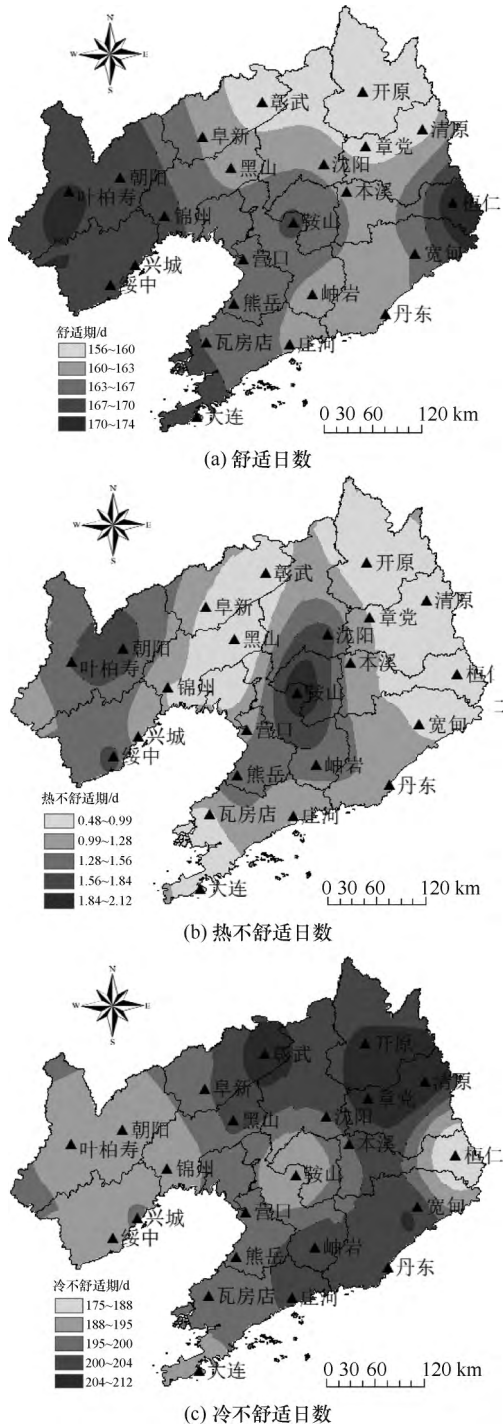 N
W
E
S
开原
彰武
清原
阜新
章党
黑山
沈阳
朝阳
本溪
叶柏寿
桓仁
锦州
鞍山
宽甸
兴城
营口
绥中
岫岩
熊岳
丹东
瓦房店
庄河
大连
舒适期/d
156~160
160~163
163~167
167~170
170~174
0 30 60 120 km
(a) 舒适日数
N
W
E
S
开原
彰武
清原
阜新
章党
黑山
沈阳
朝阳
本溪
叶柏寿
桓仁
锦州
鞍山
宽甸
兴城
营口
绥中
岫岩
熊岳
丹东
瓦房店
庄河
大连
热不舒适期/d
0.48~0.99
0.99~1.28
1.28~1.56
1.56~1.84
1.84~2.12
0 30 60 120 km
(b) 热不舒适日数
N
W
E
S
开原
彰武
清原
阜新
章党
黑山
沈阳
朝阳
本溪
叶柏寿
桓仁
锦州
鞍山
宽甸
兴城
营口
绥中
岫岩
熊岳
丹东
瓦房店
庄河
大连
冷不舒适期/d
175~188
188~195
195~200
200~204
204~212
0 30 60 120 km
(c) 冷不舒适日数